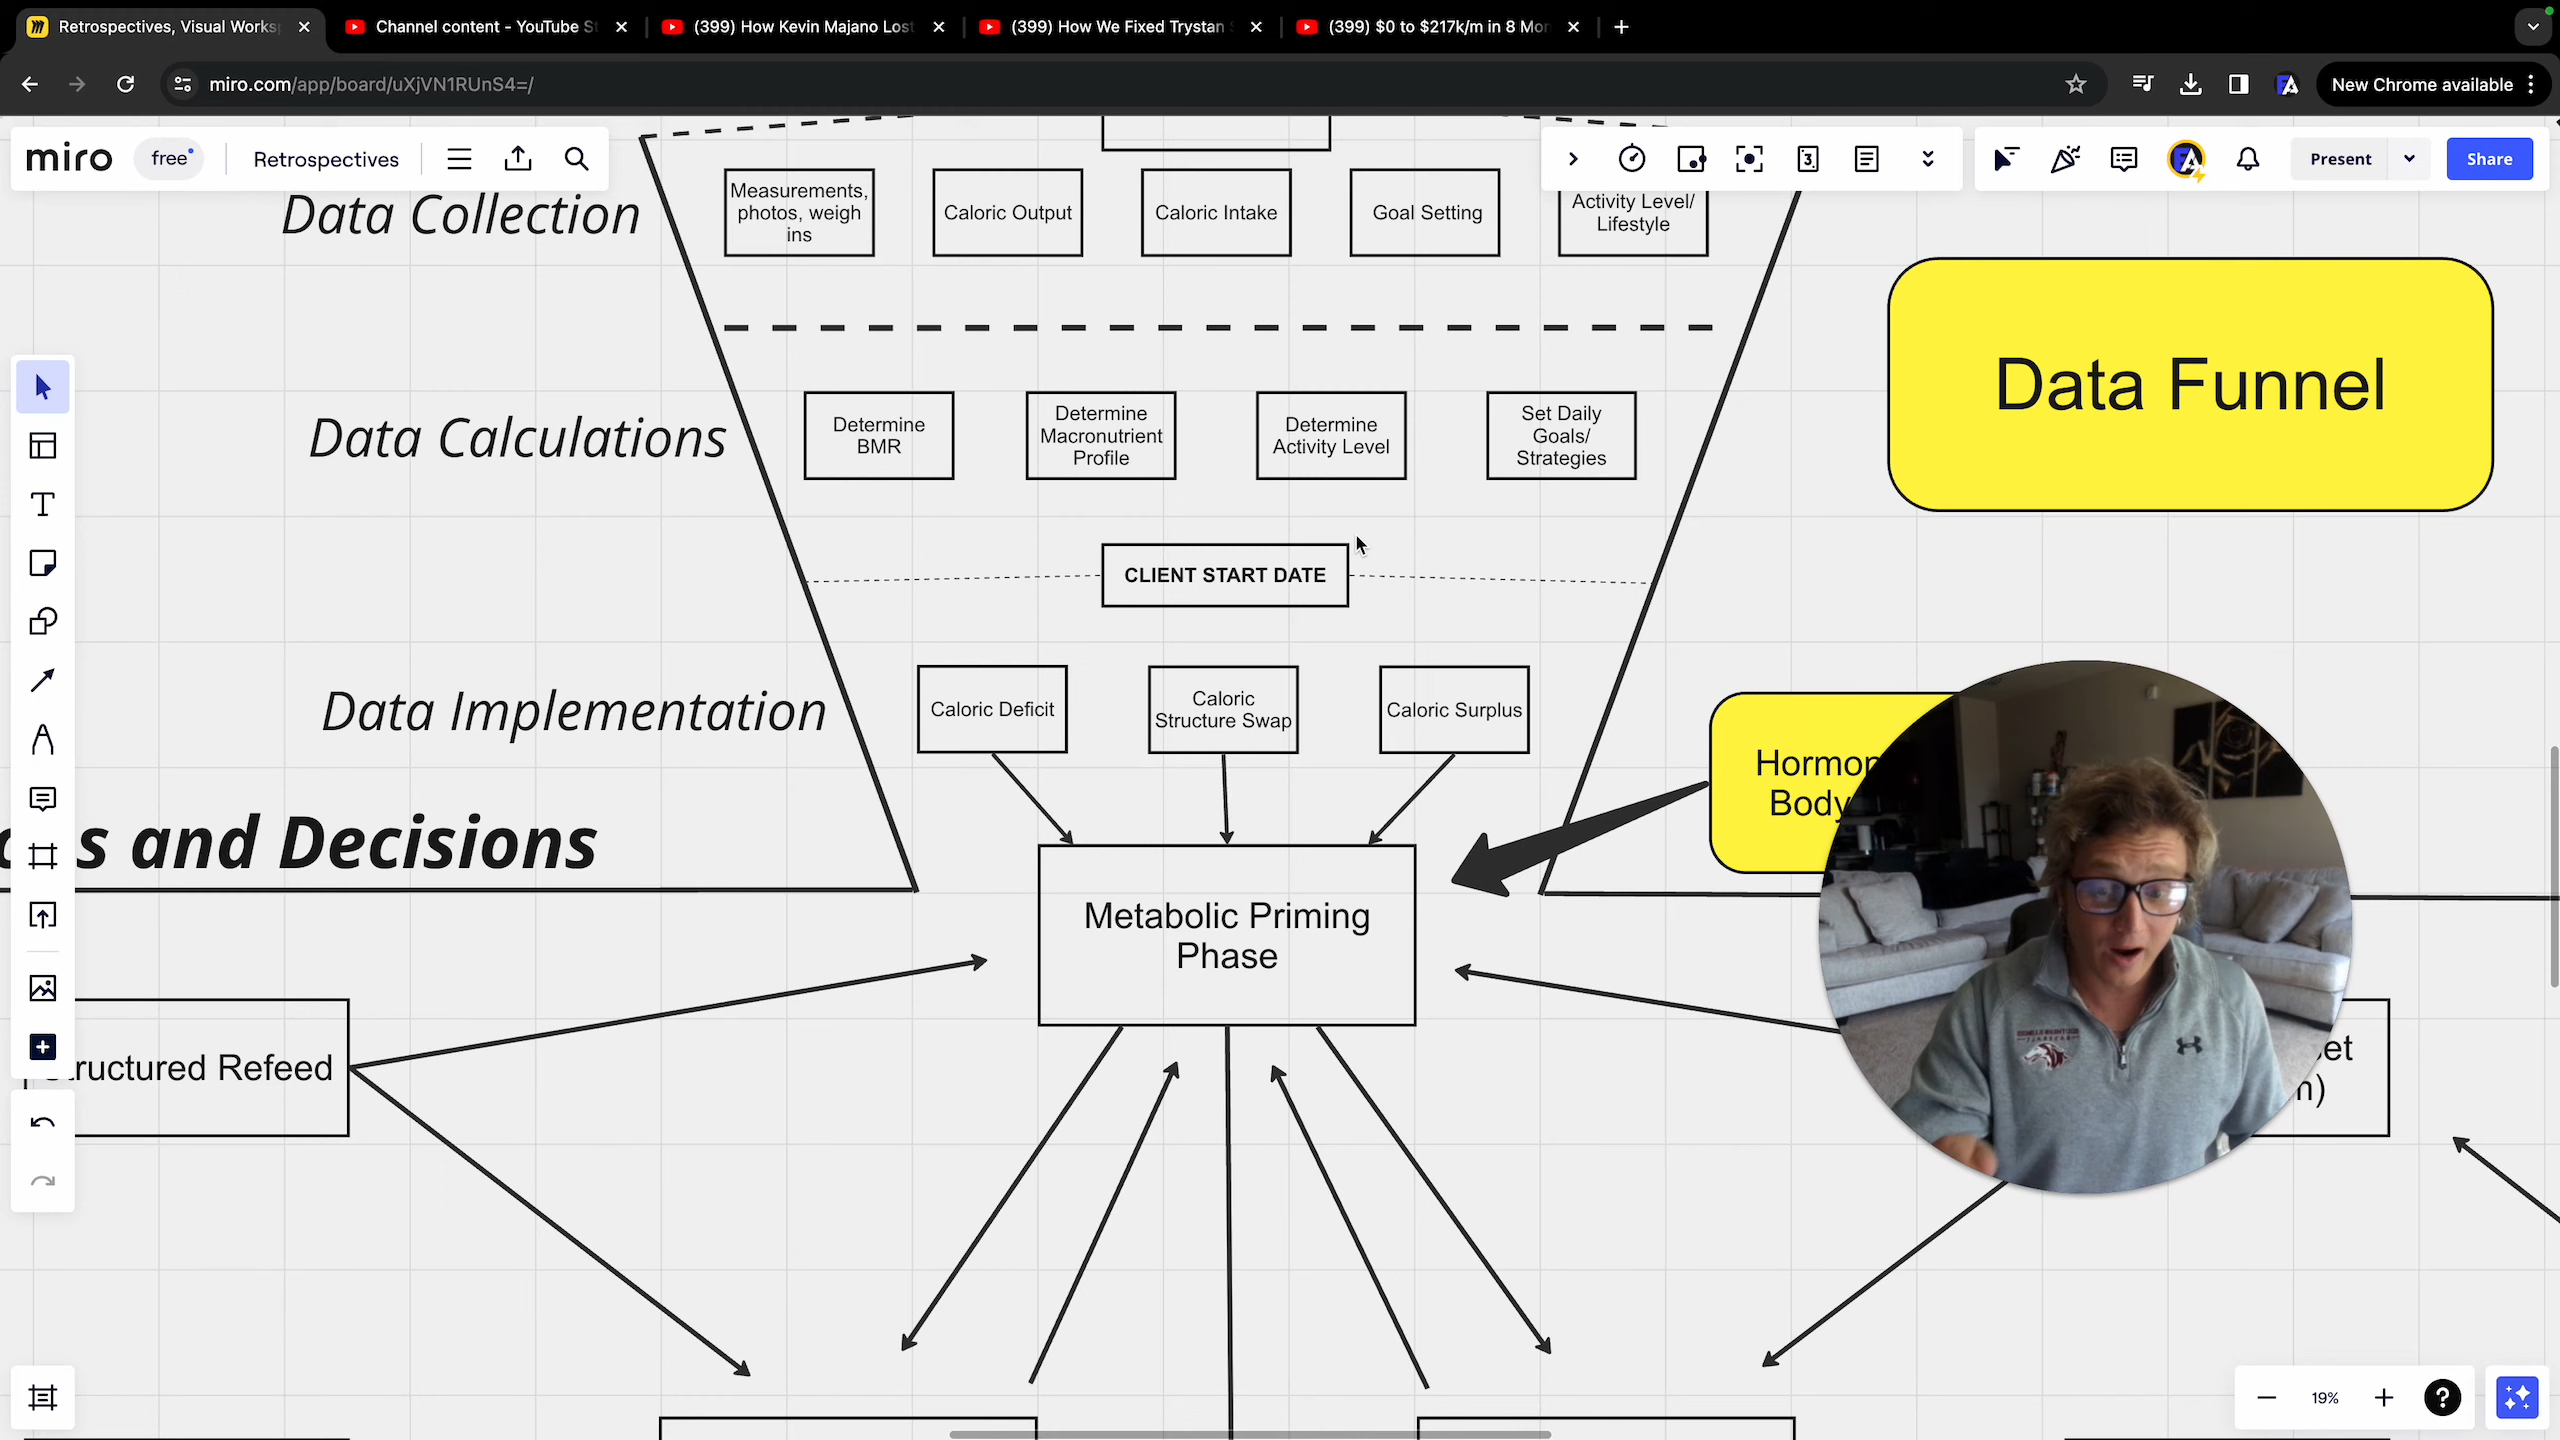 Retrospectives, Visual Works
Channel content - YouTube S
(399) How Kevin Majano Lost
(399) How We Fixed Trystan
(399) $0 to $217k/m in 8 Mon
miro.com/app/board/uXjVN1RUnS4=/
New Chrome available
miro
free
Retrospectives
3
Present
Share
Data Collection
Measurements,
photos, weigh
ins
Caloric Output
Caloric Intake
Goal Setting
Activity Level/
Lifestyle
Data Funnel
Data Calculations
Determine
BMR
Determine
Macronutrient
Profile
Determine
Activity Level
Set Daily
Goals/
Strategies
CLIENT START DATE
Data Implementation
Caloric Deficit
Caloric
Structure Swap
Caloric Surplus
Hormon
Body
s and Decisions
Metabolic Priming
Phase
tructured Refeed
et
n)
19%